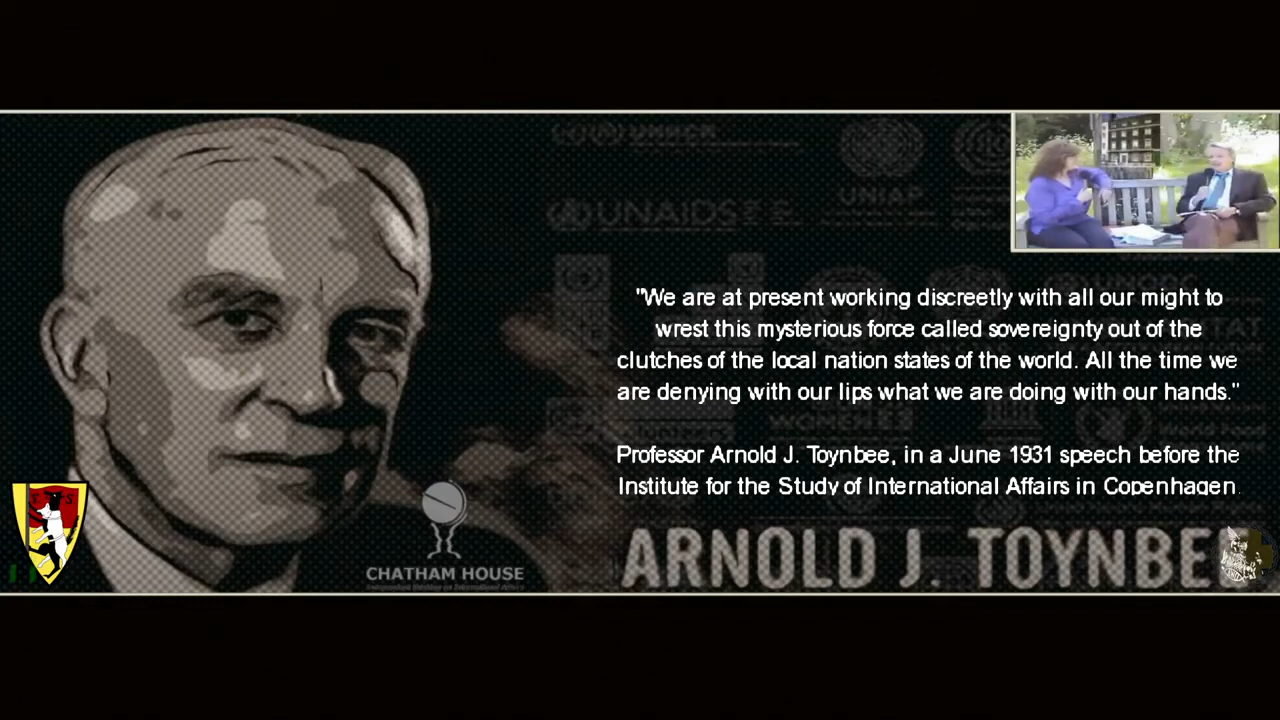 UNHCR
UNIAP
UNAIDS
"We are at present working discreetly with all our might to
wrest this mysterious force called sovereignty out of the
clutches of the local nation states of the world. All the time we
are denying with our lips what we are doing with our hands."
Professor Arnold J. Toynbee, in a June 1931 speech before the
Institute for the Study of International Affairs in Copenhagen.
ARNOLD J. TOYNBEE
CHATHAM HOUSE